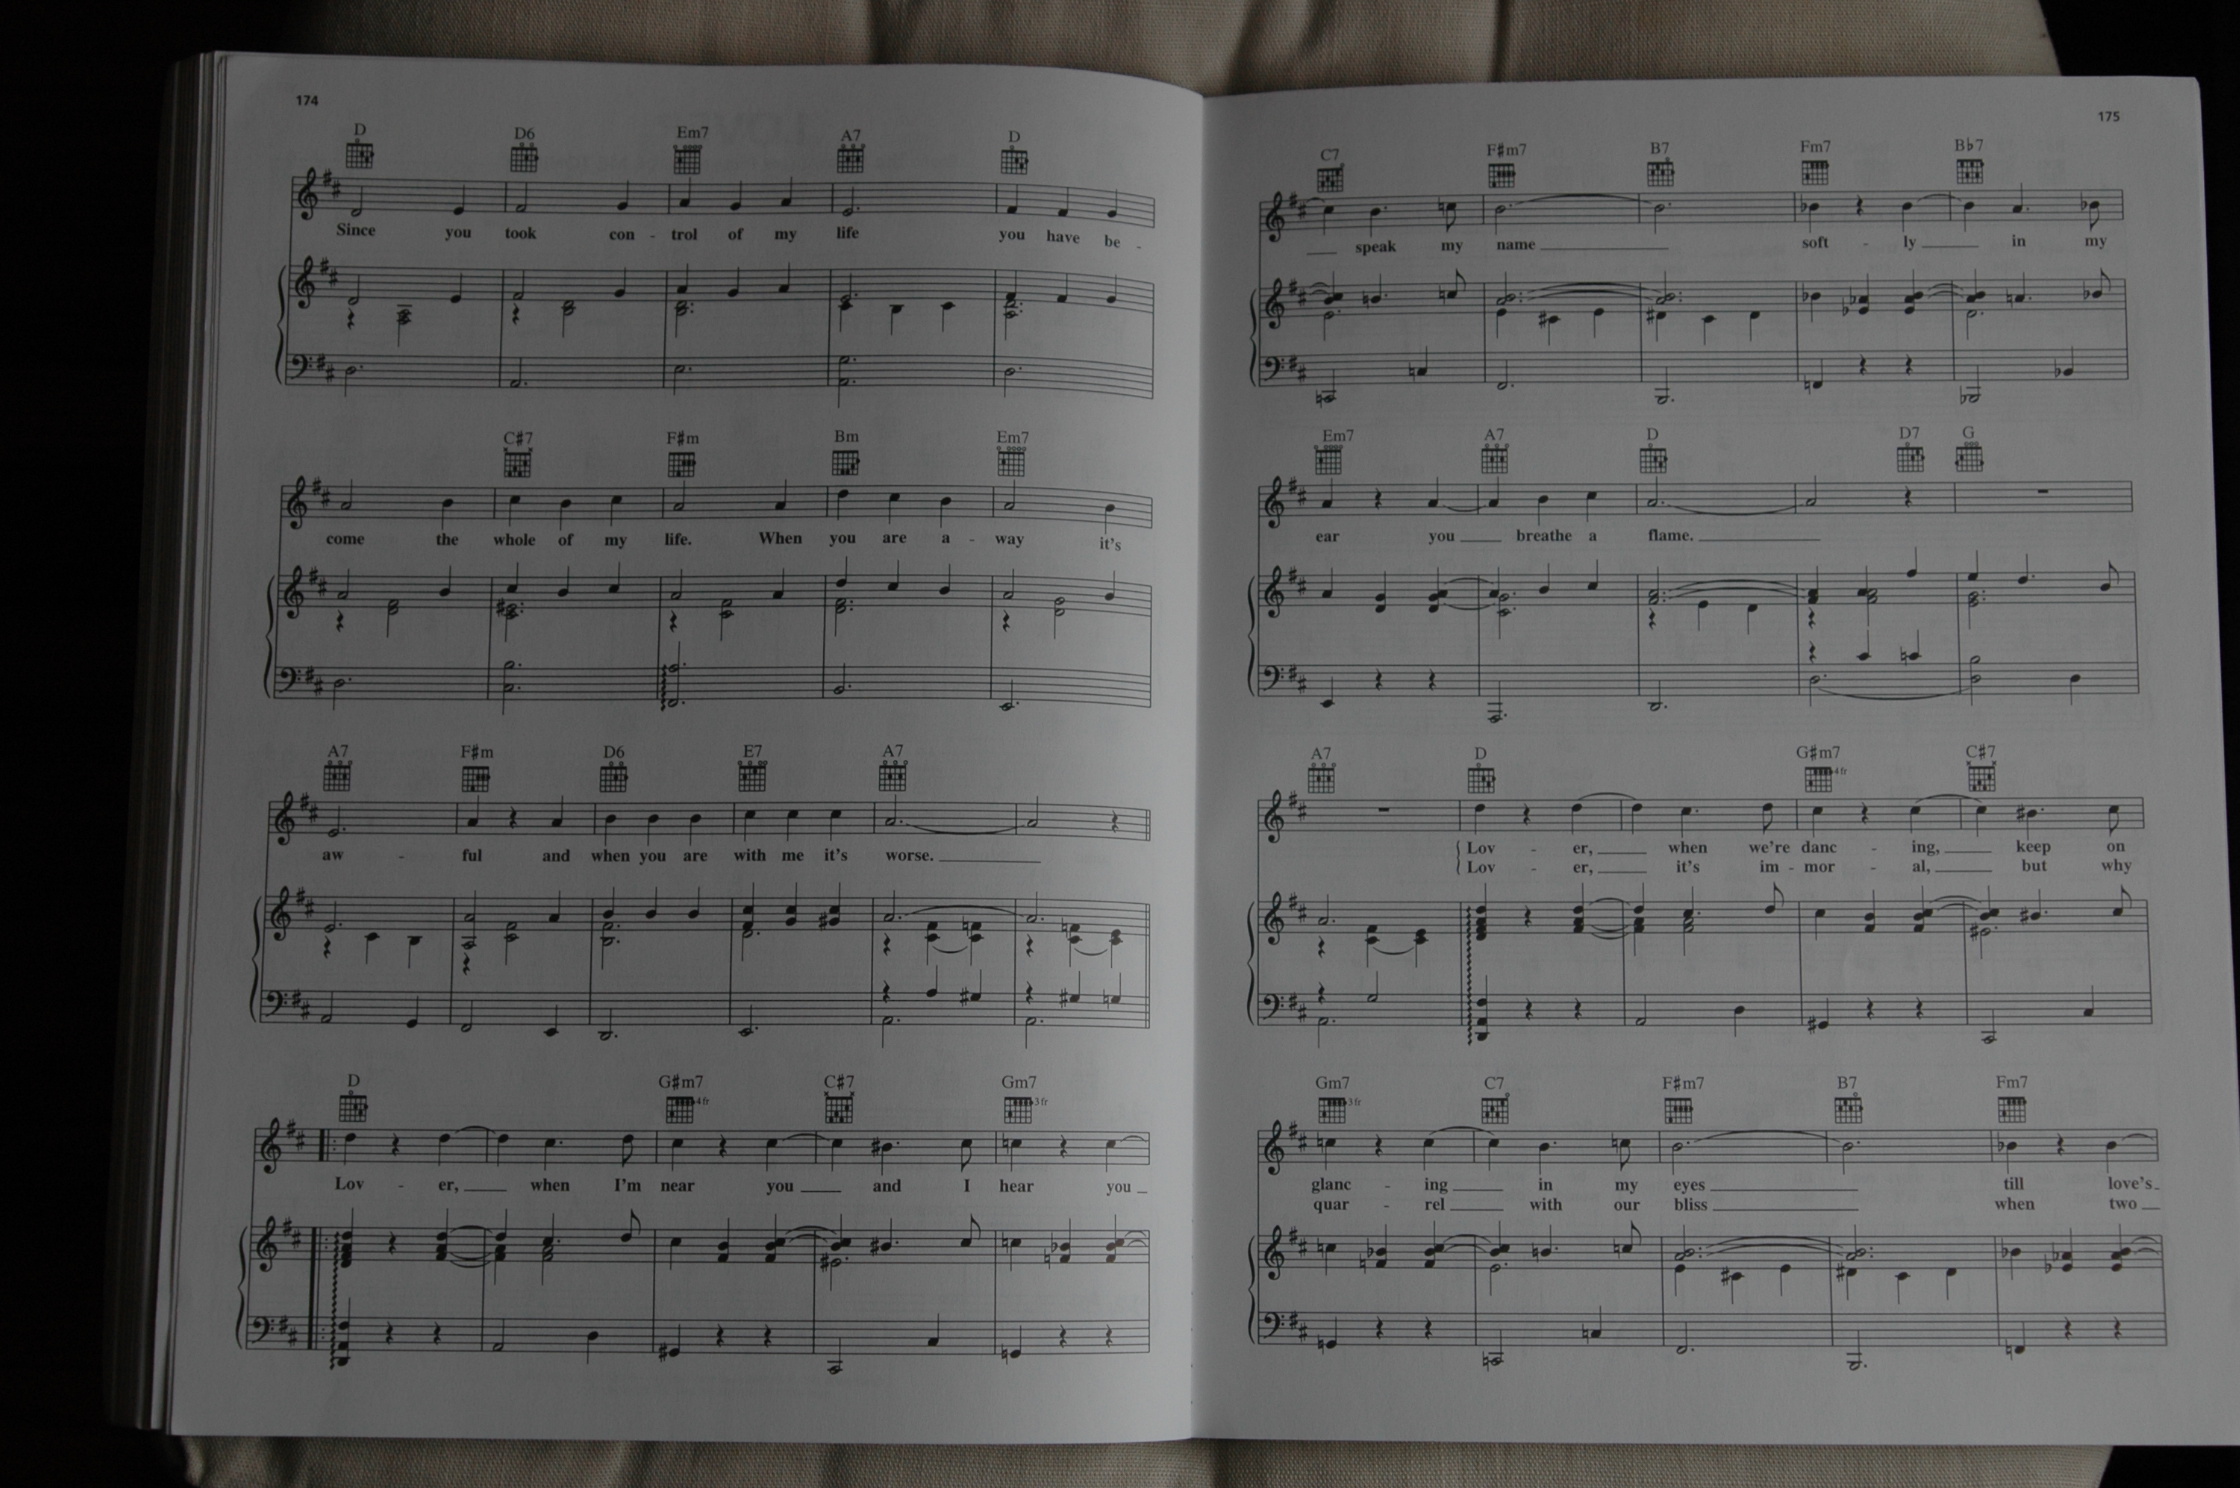 174
D D6 Em7 A7 D
Since you took con - trol of my life you have be -
C#7 F#m Bm Em7
come the whole of my life. When you are a - way it's
A7 F#m D6 E7 A7
aw - ful and when you are with me it's worse.
D G#m7 4fr C#7 Gm7 3fr
Lov - er, when I'm near you and I hear you
175
C7 F#m7 B7 Fm7 B♭7
speak my name soft - ly in my
Em7 A7 D D7 G
ear you breathe a flame.
A7 D G#m7 4fr C#7
Lov - er, when we're danc - ing, keep on
Lov - er, it's im - mor - al, but why
Gm7 3fr C7 F#m7 B7 Fm7
glanc - ing in my eyes till love's
quar - rel with our bliss when two